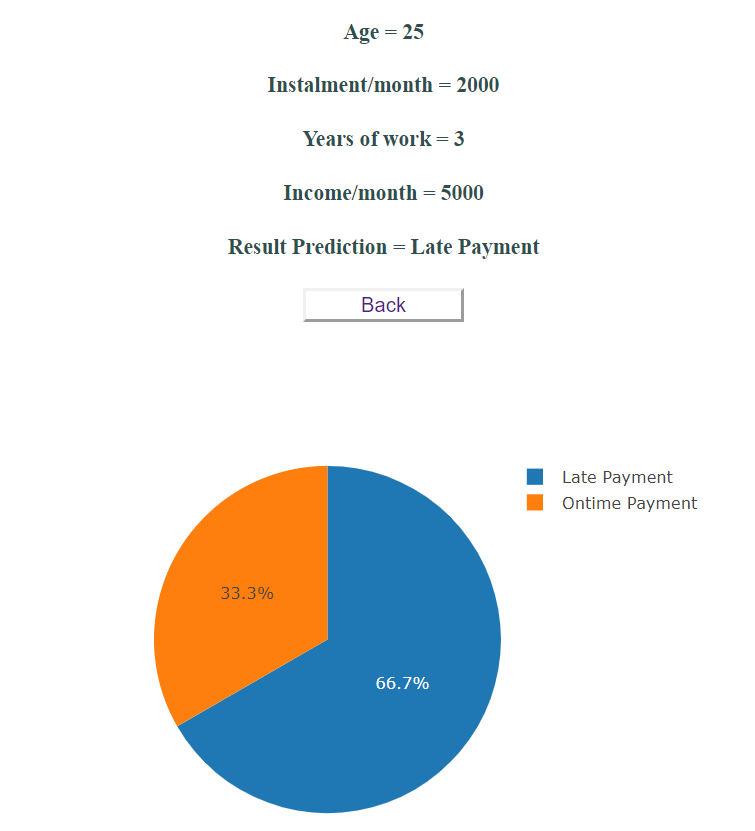 Age = 25
Instalment/month = 2000
Years of work = 3
Income/month = 5000
Result Prediction = Late Payment
Back
Late Payment
Ontime Payment
33.3%
66.7%